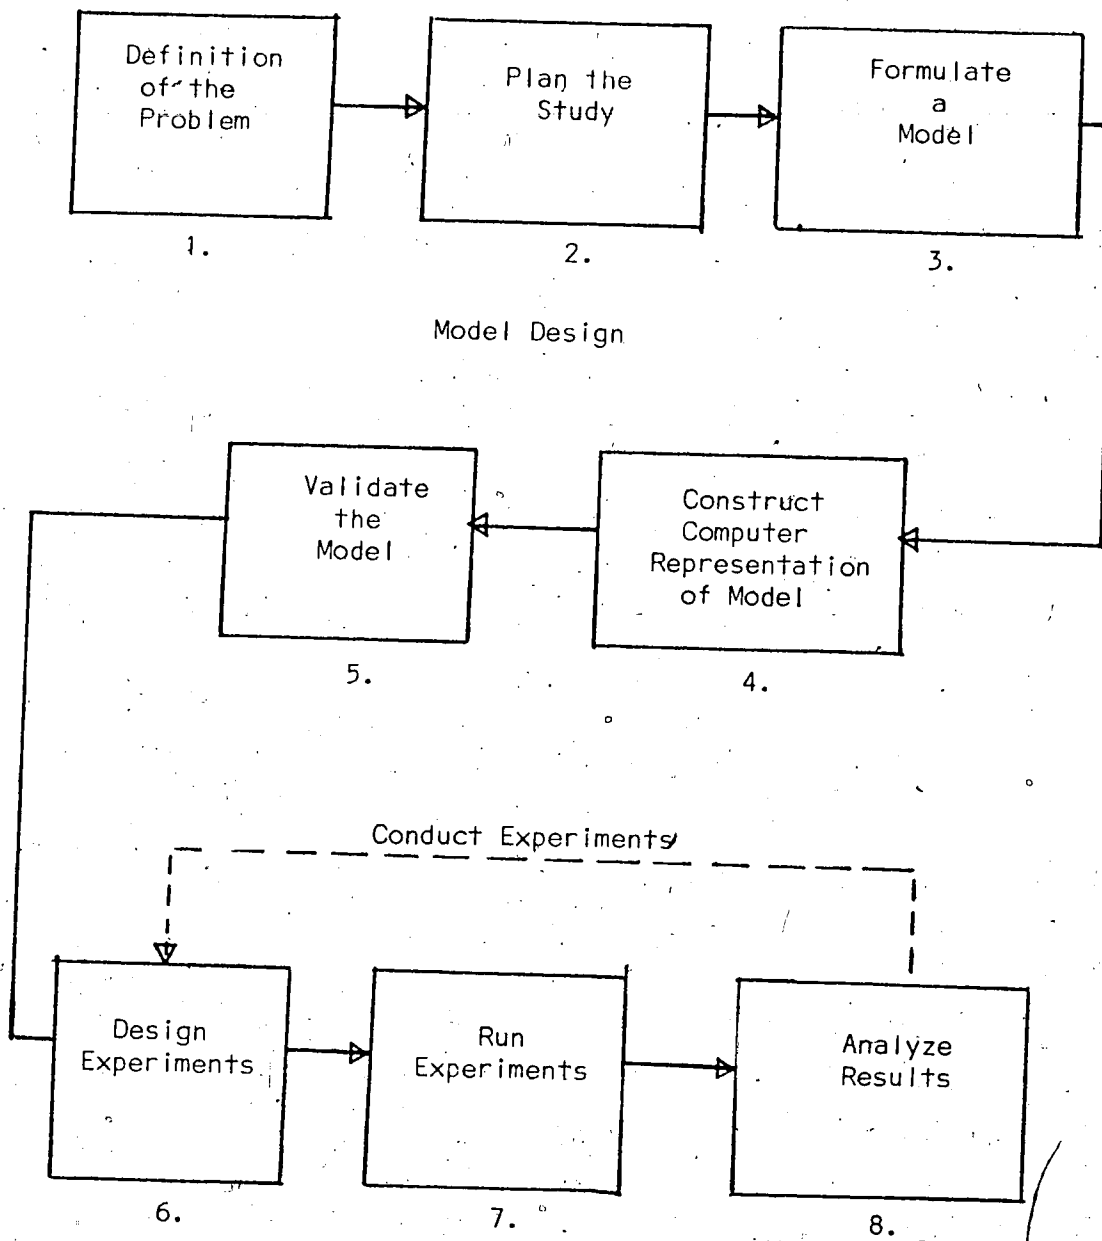 Definition
of the
Problem
1.
Plan the
Study
2.
Formulate
a
Model
3.
Model Design
Validate
the
Model
5.
Construct
Computer
Representation
of Model
4.
Conduct Experiments
Design
Experiments
6.
Run
Experiments
7.
Analyze
Results
8.